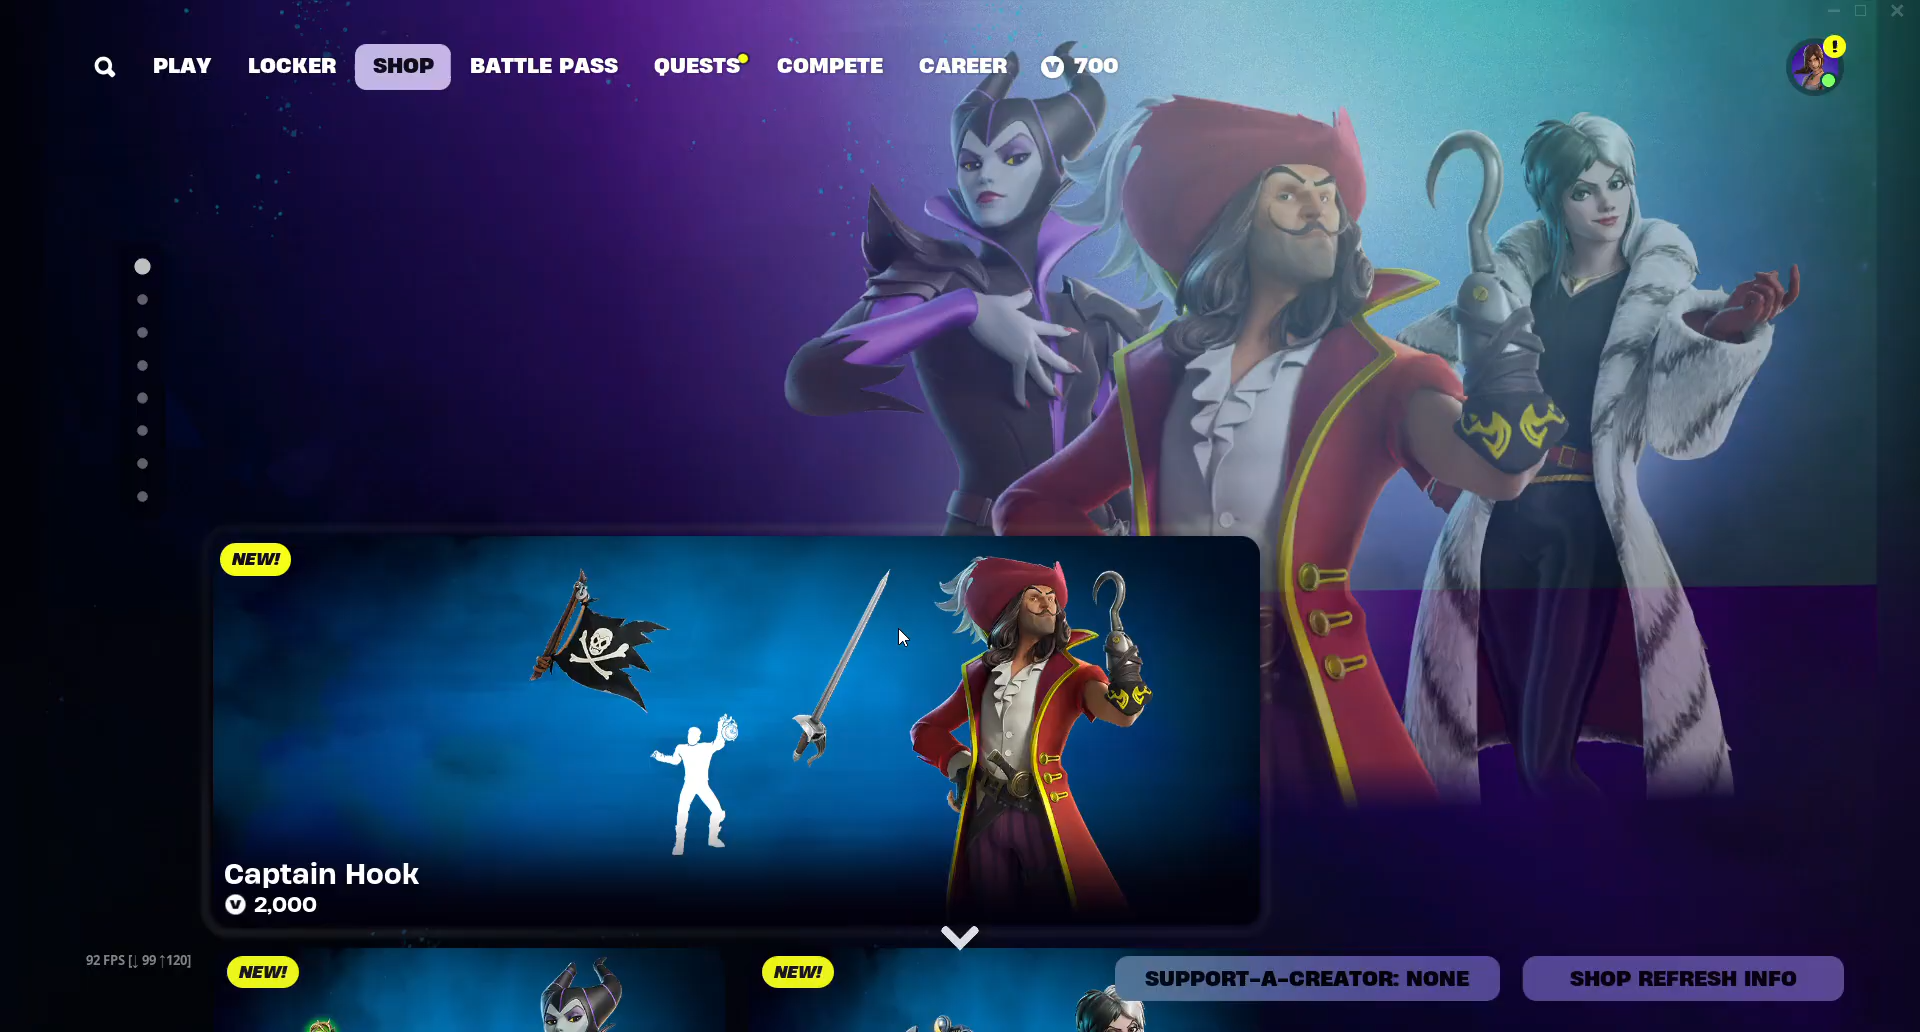 PLAY LOCKER SHOP BATTLE PASS QUESTS COMPETE CAREER 700
!
NEW!
Captain Hook
2,000
92 FPS [↓ 99 ↑120]
NEW!
NEW!
SUPPORT-A-CREATOR: NONE
SHOP REFRESH INFO